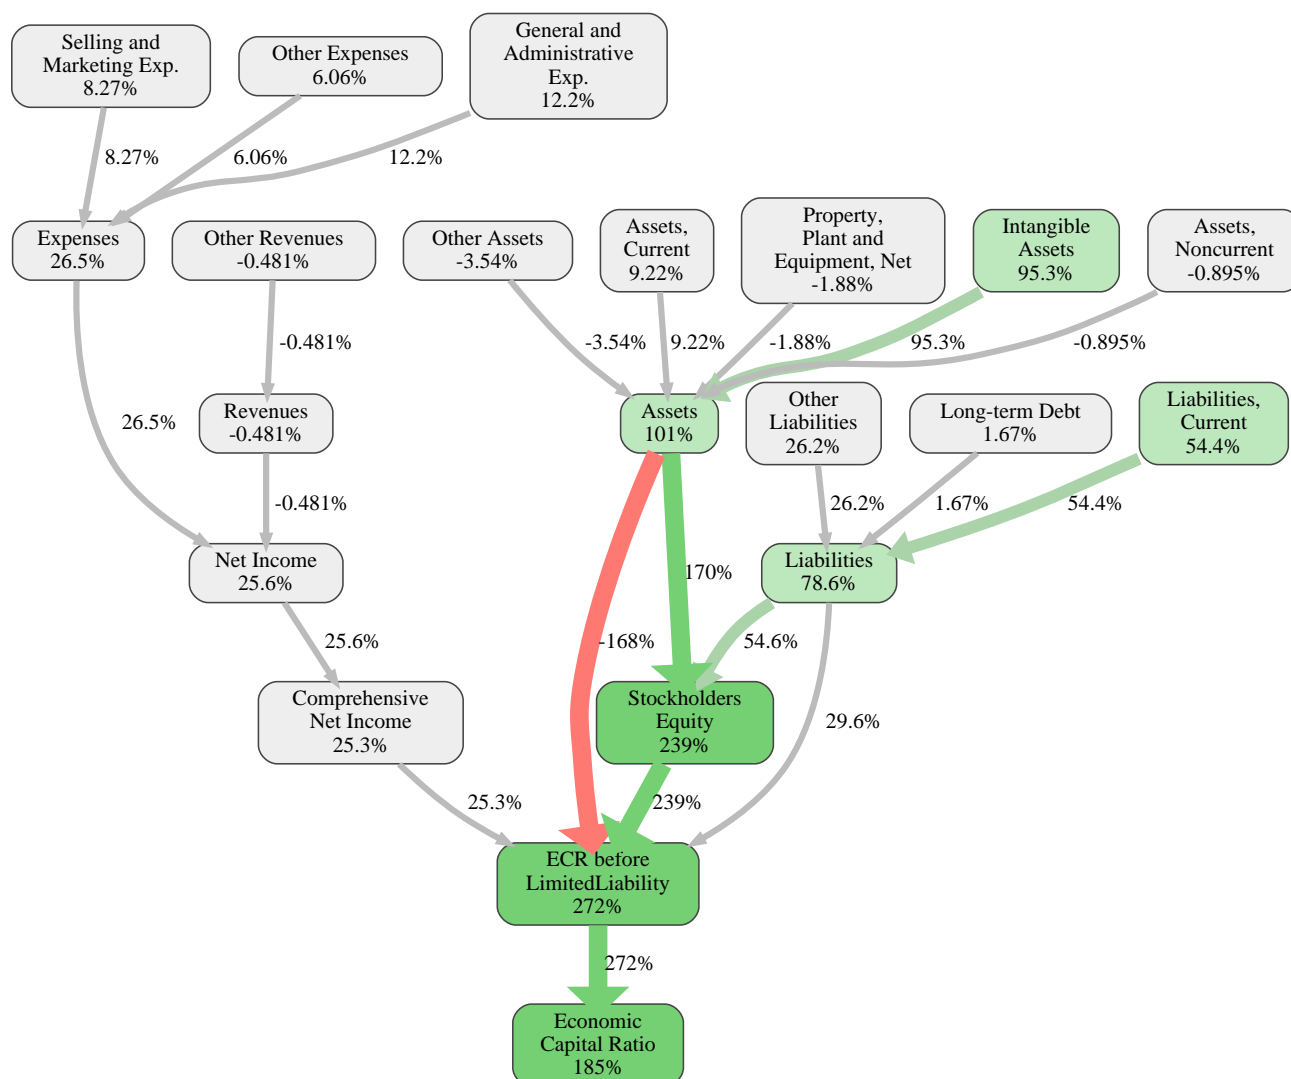 Selling and
Marketing Exp.
8.27%
Other Expenses
6.06%
General and
Administrative
Exp.
12.2%
8.27%
6.06%
12.2%
Expenses
26.5%
Other Revenues
-0.481%
Other Assets
-3.54%
Assets,
Current
9.22%
Property,
Plant and
Equipment, Net
-1.88%
Intangible
Assets
95.3%
Assets,
Noncurrent
-0.895%
-0.481%
-3.54%
9.22%
-1.88%
95.3%
-0.895%
26.5%
Revenues
-0.481%
Assets
101%
Other
Liabilities
26.2%
Long-term Debt
1.67%
Liabilities,
Current
54.4%
-0.481%
26.2%
1.67%
54.4%
Net Income
25.6%
170%
Liabilities
78.6%
25.6%
-168%
54.6%
Comprehensive
Net Income
25.3%
Stockholders
Equity
239%
29.6%
25.3%
239%
ECR before
LimitedLiability
272%
272%
Economic
Capital Ratio
185%